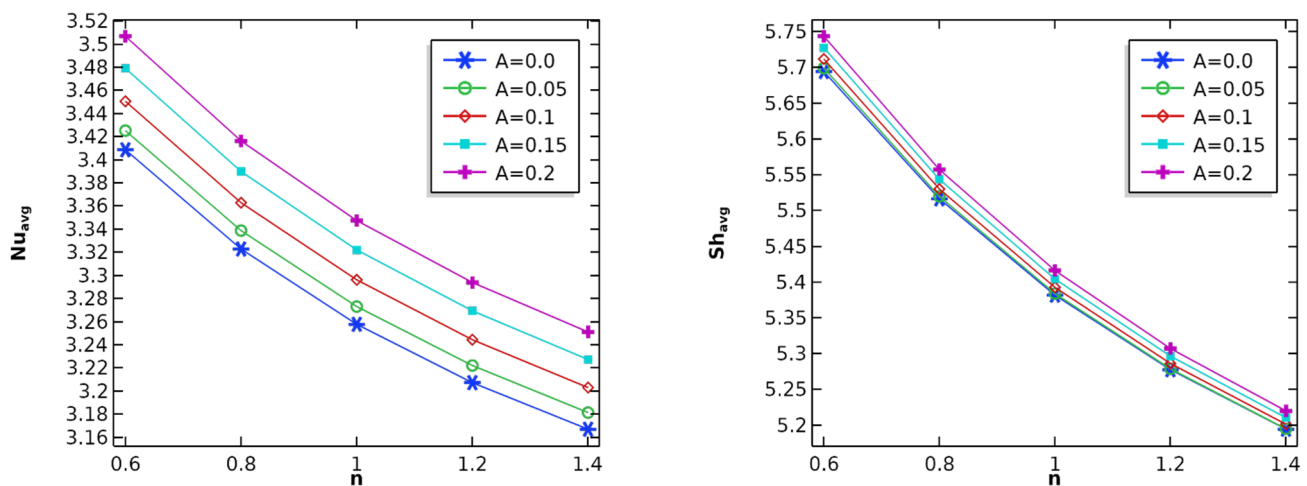 3.52
3.5
3.48
3.46
3.44
3.42
3.4
3.38
3.36
3.34
3.32
3.3
3.28
3.26
3.24
3.22
3.2
3.18
3.16
Nuavg
0.6
0.8
1
1.2
1.4
n
A=0.0
A=0.05
A=0.1
A=0.15
A=0.2
5.75
5.7
5.65
5.6
5.55
5.5
5.45
5.4
5.35
5.3
5.25
5.2
Shavg
0.6
0.8
1
1.2
1.4
n
A=0.0
A=0.05
A=0.1
A=0.15
A=0.2